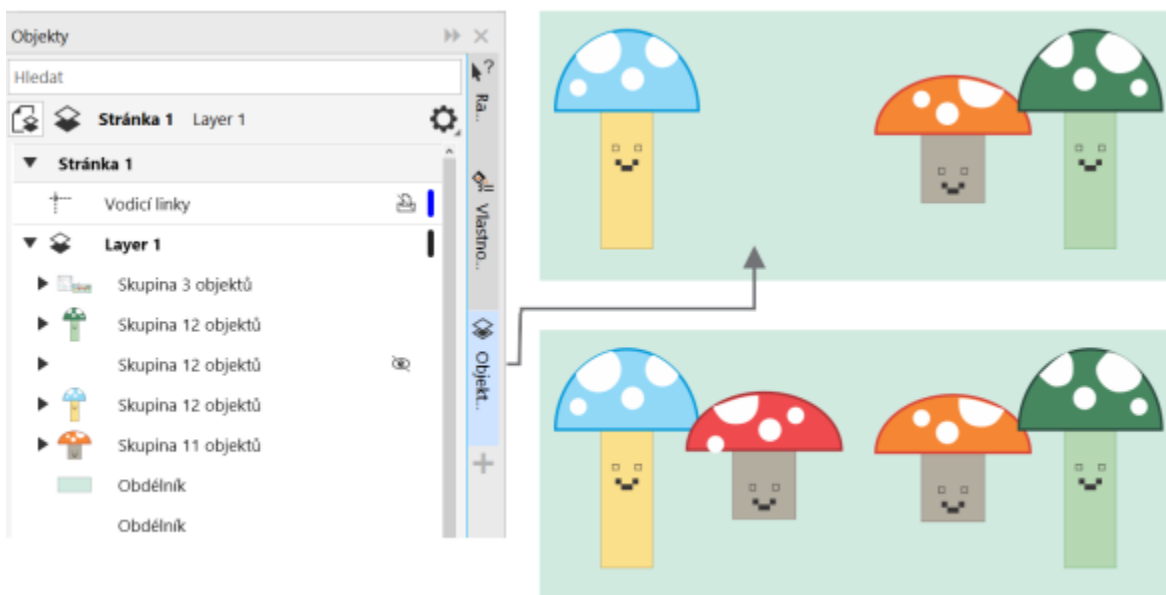 Objekty
Hledat
Stránka 1 Layer 1
Stránka 1
Vodicí linky
Layer 1
Skupina 3 objektů
Skupina 12 objektů
Skupina 12 objektů
Skupina 12 objektů
Skupina 11 objektů
Obdélník
Obdélník
Ra...
Vlastno...
Objekt...